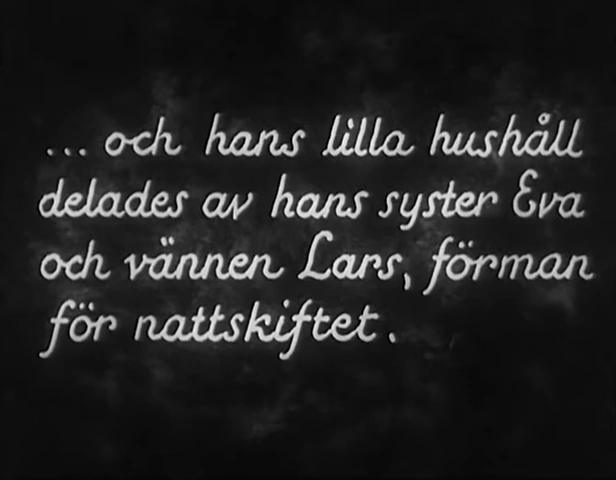 ... och hans lilla hushåll
delades av hans syster Eva
och vännen Lars, förman
för nattskiftet.